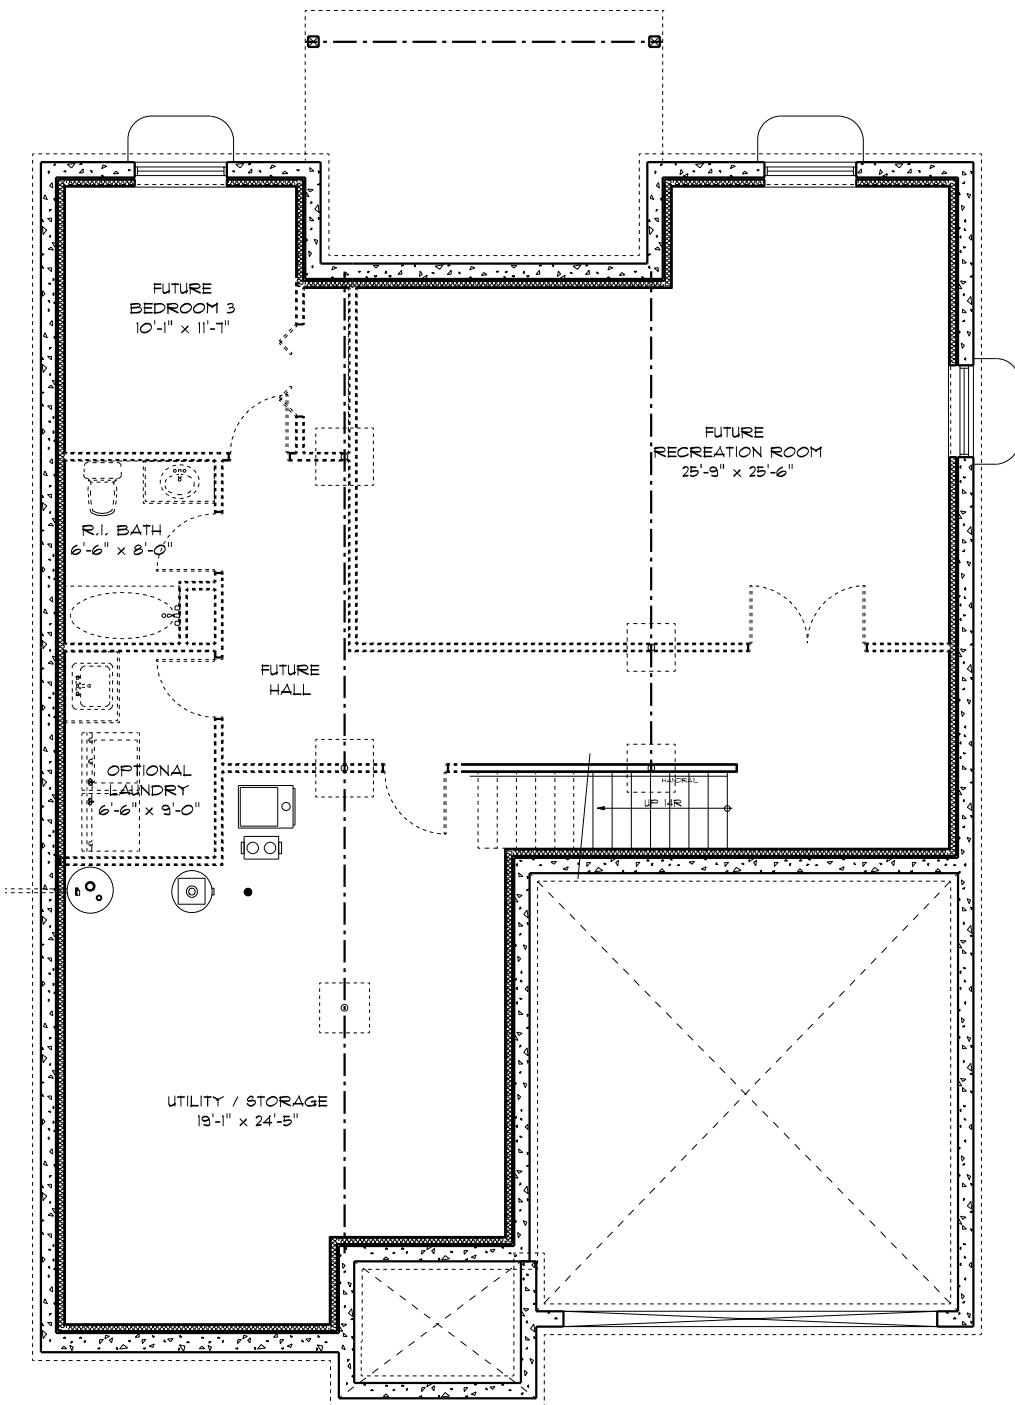 FUTURE
BEDROOM 3
10'-1" x 11'-7"
FUTURE
RECREATION ROOM
25'-9" x 25'-6"
R.I. BATH
6'-6" x 8'-0"
FUTURE
HALL
OPTIONAL
LAUNDRY
6'-6" x 9'-0"
HANDRAIL
UP 14R
UTILITY / STORAGE
19'-1" x 24'-5"